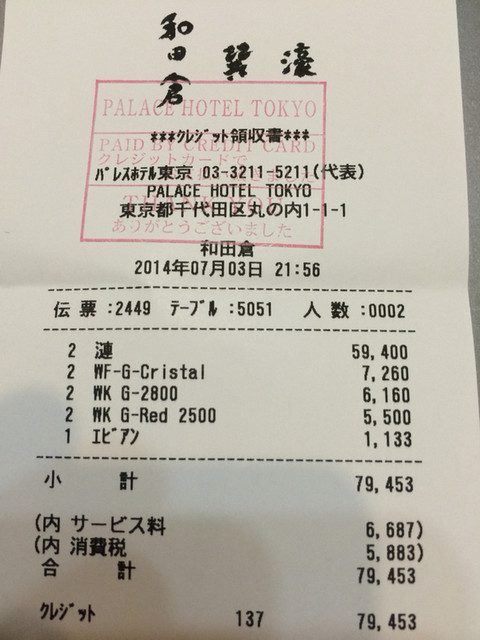 和田倉 巽 濠
PALACE HOTEL TOKYO
***クレジット領収書***
PAID BY CREDIT CARD
クレジットカードで
パレスホテル東京 03-3211-5211(代表)
PALACE HOTEL TOKYO
東京都千代田区丸の内1-1-1
THANK YOU
ありがとうございました
和田倉
2014年07月03日 21:56
伝 票 :2449 テーブル :5051 人 数 :0002
2 漣 59,400
2 WF-G-Cristal 7,260
2 WK G-2800 6,160
2 WK G-Red 2500 5,500
1 エビアン 1,133
小 計 79,453
(内 サービス料 6,687)
(内 消費税 5,883)
合 計 79,453
クレジット 137 79,453